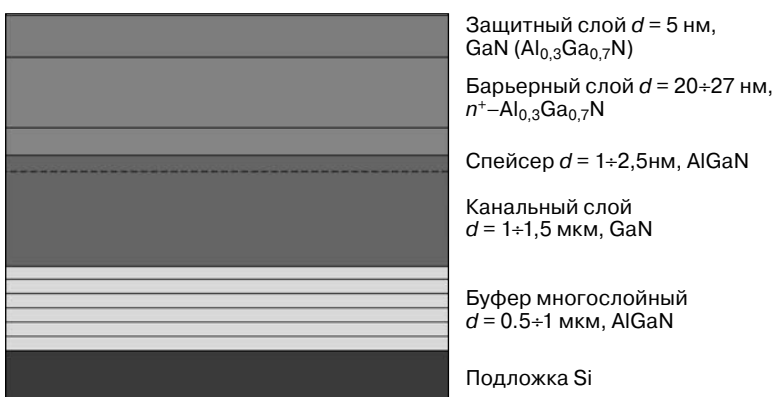 Защитный слой d = 5 нм,
GaN (Al₀,₃Ga₀,₇N)
Барьерный слой d = 20÷27 нм,
n⁺–Al₀,₃Ga₀,₇N
Спейсер d = 1÷2,5нм, AlGaN
Канальный слой
d = 1÷1,5 мкм, GaN
Буфер многослойный
d = 0.5÷1 мкм, AlGaN
Подложка Si